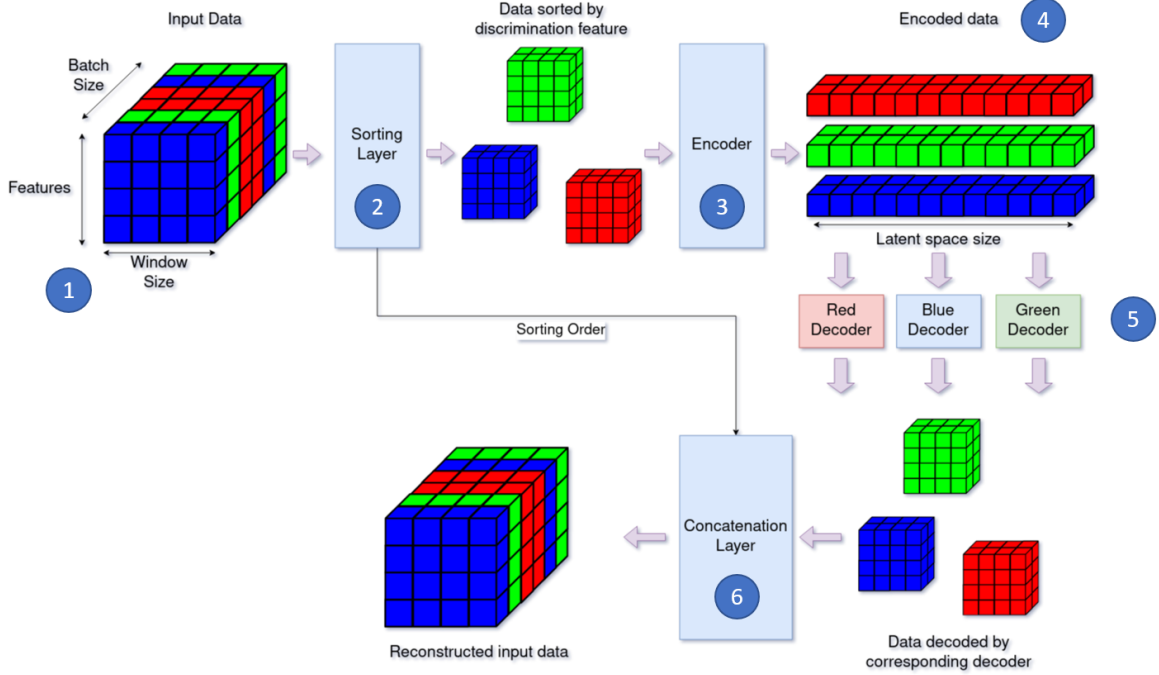 Input Data
Data sorted by
discrimination feature
Encoded data
4
Batch
Size
Features
Window
Size
1
Sorting
Layer
2
Encoder
3
Latent space size
Red
Decoder
Blue
Decoder
Green
Decoder
5
Sorting Order
Concatenation
Layer
6
Reconstructed input data
Data decoded by
corresponding decoder